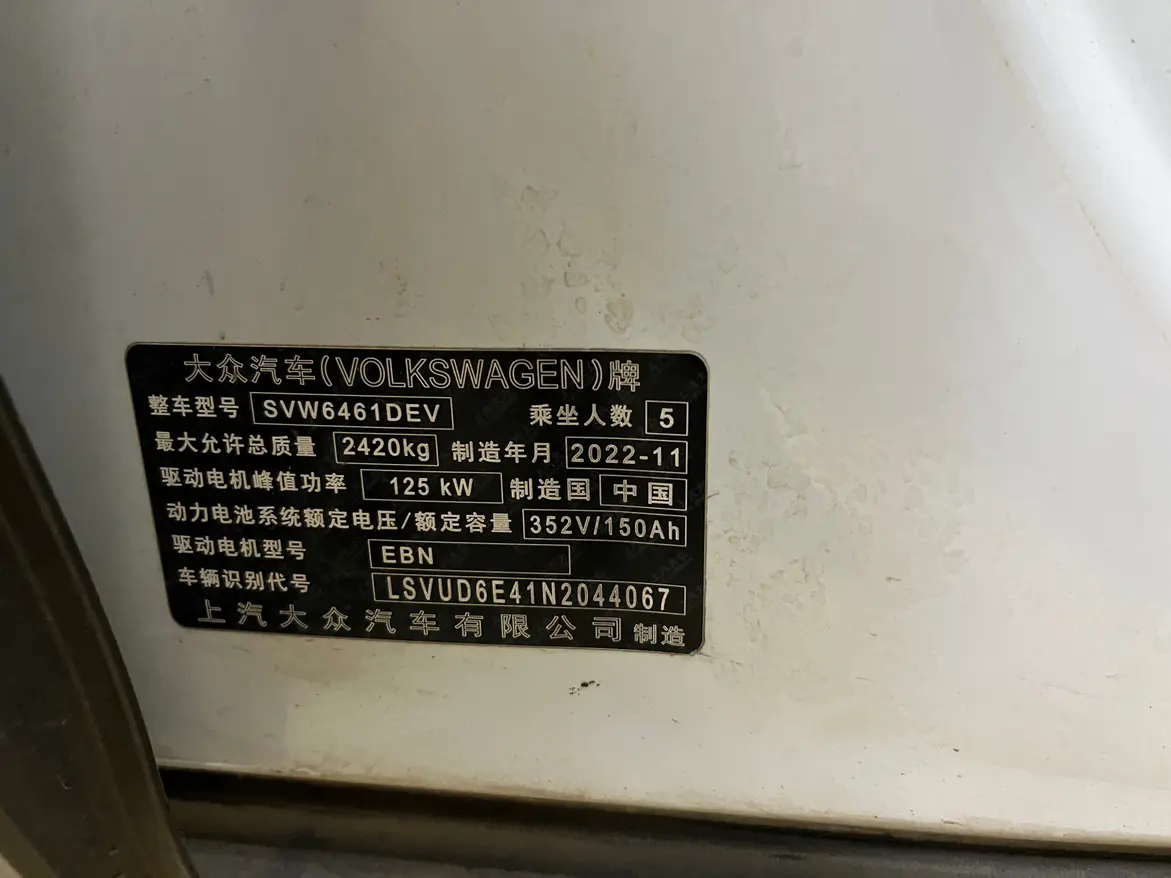 大众汽车(VOLKSWAGEN)牌
整车型号 SVW6461DEV 乘坐人数 5
最大允许总质量 2420kg 制造年月 2022-11
驱动电机峰值功率 125 kW 制造国 中国
动力电池系统额定电压/额定容量 352V/150Ah
驱动电机型号 EBN
车辆识别代号 LSVUD6E41N2044067
上汽大众汽车有限公司 制造